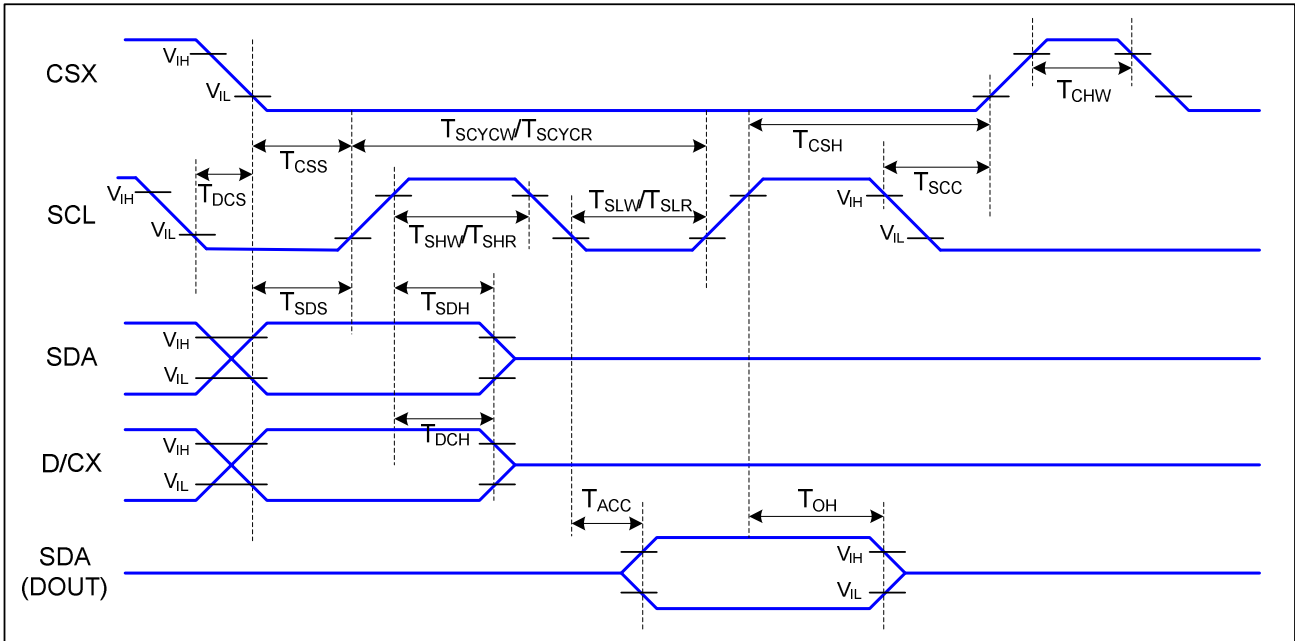 CSX
VIH
VIL
TCHW
TSCYCW/TSCYCR
TCSH
TCSS
TSCC
SCL
VIH
VIL
TDCS
TSLW/TSLR
VIH
VIL
TSHW/TSHR
TSDS
TSDH
SDA
VIH
VIL
TDCH
D/CX
VIH
VIL
TACC
TOH
SDA
(DOUT)
VIH
VIL